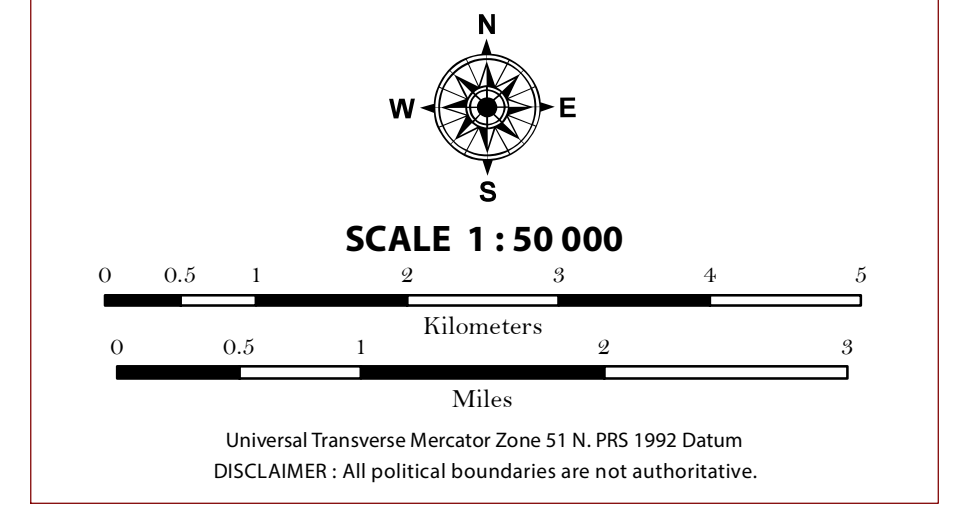 N
W E
S
SCALE 1 : 50 000
0 0.5 1 2 3 4 5
Kilometers
0 0.5 1 2 3
Miles
Universal Transverse Mercator Zone 51 N. PRS 1992 Datum
DISCLAIMER : All political boundaries are not authoritative.